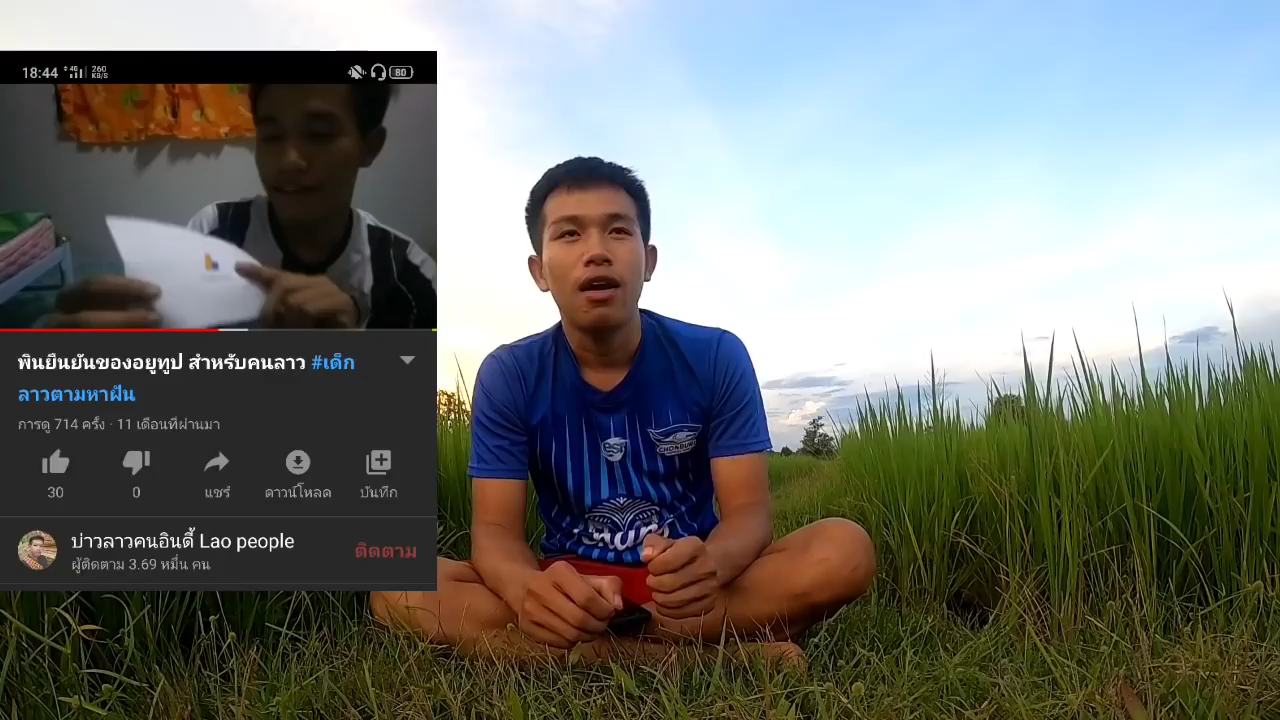 18:44 4G 260 KB/S 80
พินยืนยันของอยูทูป สำหรับคนลาว #เด็ก
ลาวตามหาฝัน
การดู 714 ครั้ง · 11 เดือนที่ผ่านมา
30 0 แชร์ ดาวน์โหลด บันทึก
บ่าวลาวคนอินดี้ Lao people
ผู้ติดตาม 3.69 หมื่น คน
ติดตาม
CHONBURI